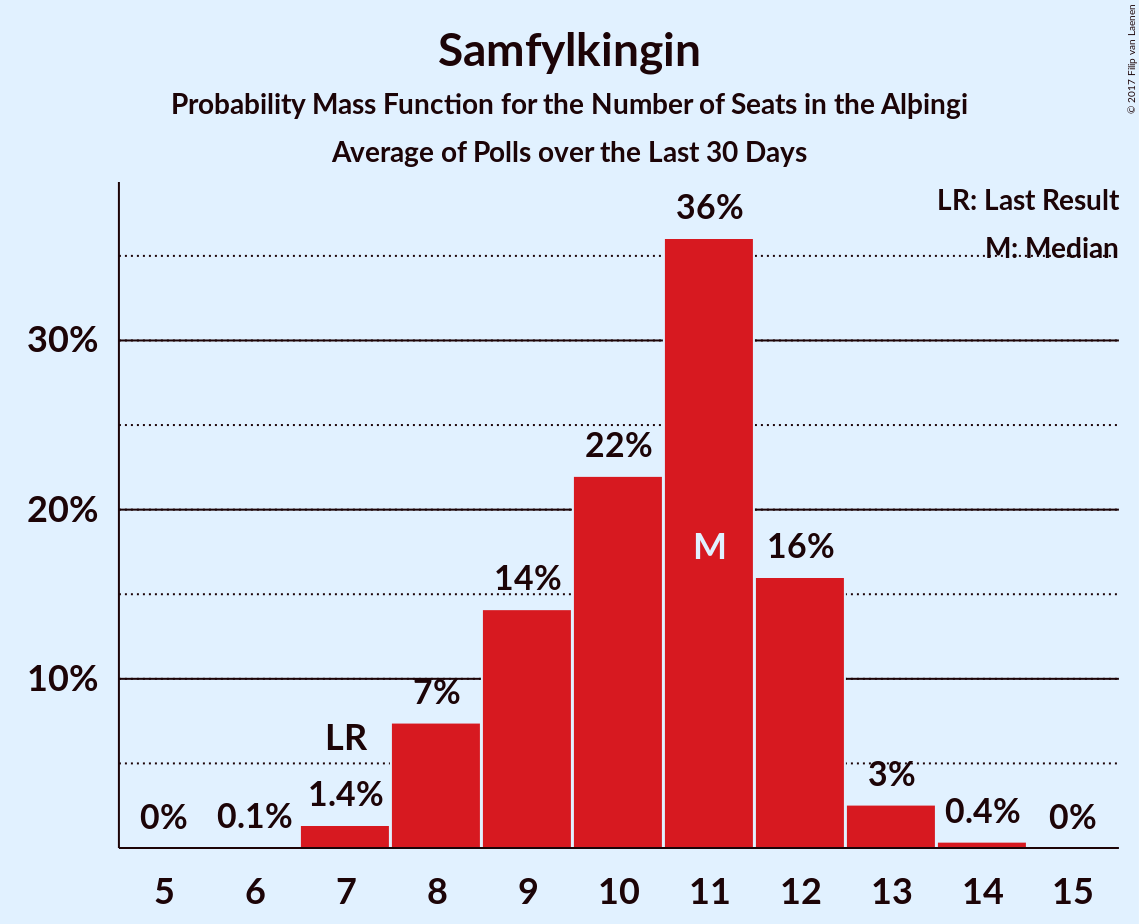 Samfylkingin
Probability Mass Function for the Number of Seats in the Alþingi
Average of Polls over the Last 30 Days
© 2017 Filip van Laenen
LR: Last Result
M: Median
30%
20%
10%
0%
0.1%
LR
1.4%
7%
14%
22%
36%
M
16%
3%
0.4%
0%
5 6 7 8 9 10 11 12 13 14 15